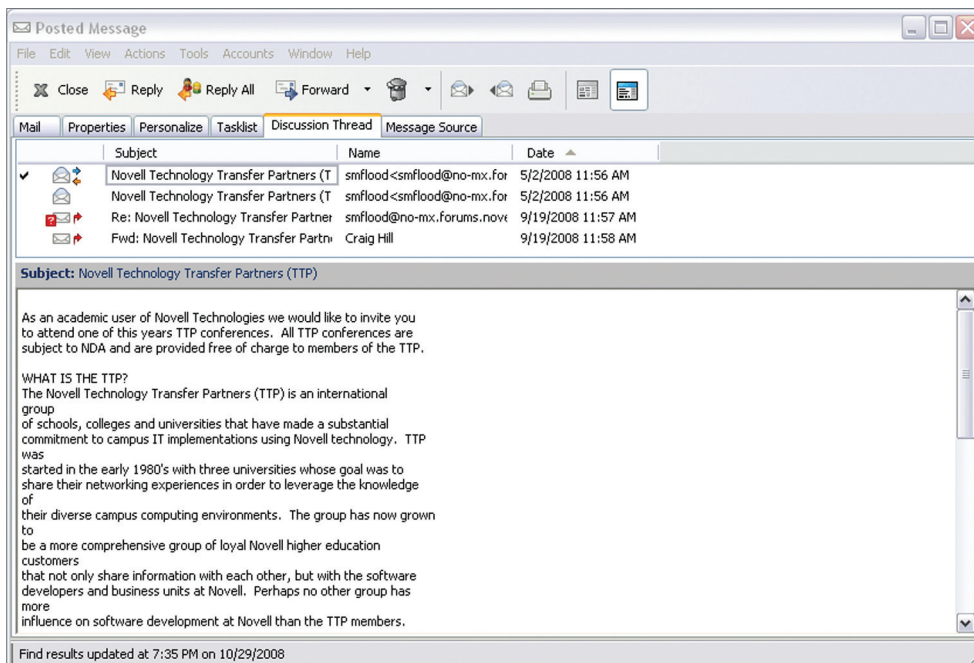 Posted Message
File Edit View Actions Tools Accounts Window Help
Close Reply Reply All Forward
Mail Properties Personalize Tasklist Discussion Thread Message Source
Subject Name Date
Novell Technology Transfer Partners (T smflood<smflood@no-mx.for 5/2/2008 11:56 AM
Novell Technology Transfer Partners (T smflood<smflood@no-mx.for 5/2/2008 11:56 AM
Re: Novell Technology Transfer Partner smflood@no-mx.forums.nove 9/19/2008 11:57 AM
Fwd: Novell Technology Transfer Partn Craig Hill 9/19/2008 11:58 AM
Subject: Novell Technology Transfer Partners (TTP)
As an academic user of Novell Technologies we would like to invite you
to attend one of this years TTP conferences. All TTP conferences are
subject to NDA and are provided free of charge to members of the TTP.
WHAT IS THE TTP?
The Novell Technology Transfer Partners (TTP) is an international
group
of schools, colleges and universities that have made a substantial
commitment to campus IT implementations using Novell technology. TTP
was
started in the early 1980's with three universities whose goal was to
share their networking experiences in order to leverage the knowledge
of
their diverse campus computing environments. The group has now grown
to
be a more comprehensive group of loyal Novell higher education
customers
that not only share information with each other, but with the software
developers and business units at Novell. Perhaps no other group has
more
influence on software development at Novell than the TTP members.
Find results updated at 7:35 PM on 10/29/2008